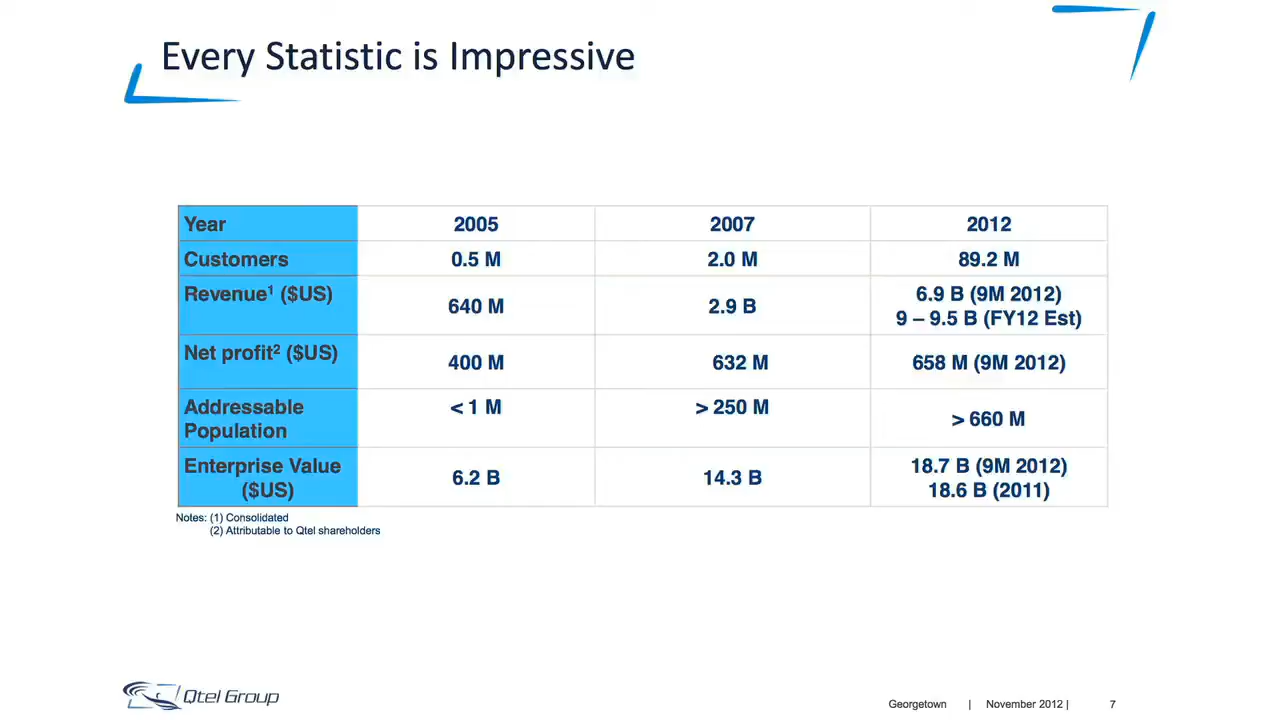 Every Statistic is Impressive
Year 2005 2007 2012
Customers 0.5 M 2.0 M 89.2 M
Revenue¹ ($US) 640 M 2.9 B 6.9 B (9M 2012)
9 – 9.5 B (FY12 Est)
Net profit² ($US) 400 M 632 M 658 M (9M 2012)
Addressable < 1 M > 250 M > 660 M
Population
Enterprise Value 6.2 B 14.3 B 18.7 B (9M 2012)
($US) 18.6 B (2011)
Notes: (1) Consolidated
(2) Attributable to Qtel shareholders
Qtel Group
Georgetown | November 2012 | 7